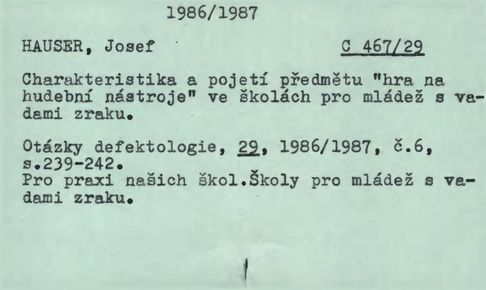 1986/1987
HAUSER, Josef C 467/29
Charakteristika a pojetí předmětu "hra na
hudební nástroje" ve školách pro mládež s va-
dami zraku.
Otázky defektologie, 29, 1986/1987, č.6,
s.239-242.
Pro praxi našich škol.Školy pro mládež s va-
dami zraku.